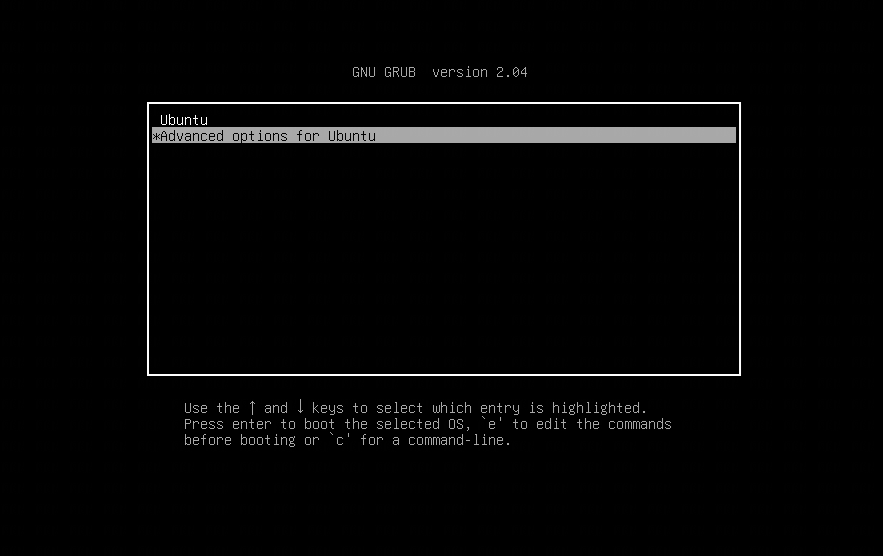 GNU GRUB  version 2.04
Ubuntu
*Advanced options for Ubuntu
Use the ↑ and ↓ keys to select which entry is highlighted.
Press enter to boot the selected OS, `e' to edit the commands
before booting or `c' for a command-line.